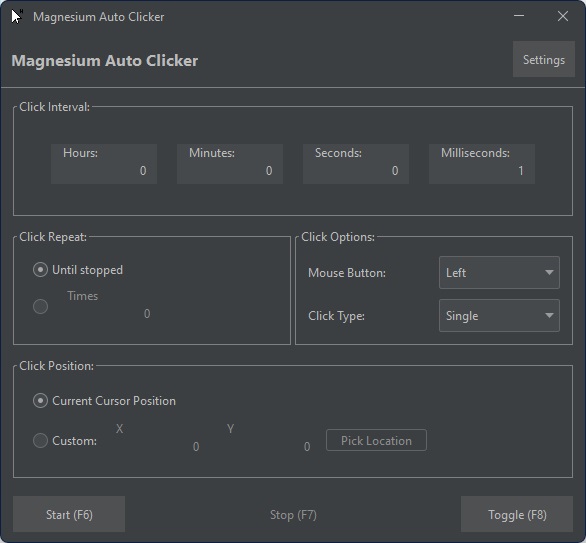 Magnesium Auto Clicker
Magnesium Auto Clicker
Settings
Click Interval:
Hours:
0
Minutes:
0
Seconds:
0
Milliseconds:
1
Click Repeat:
Until stopped
Times
0
Click Options:
Mouse Button:
Left
Click Type:
Single
Click Position:
Current Cursor Position
Custom:
X
0
Y
0
Pick Location
Start (F6)
Stop (F7)
Toggle (F8)